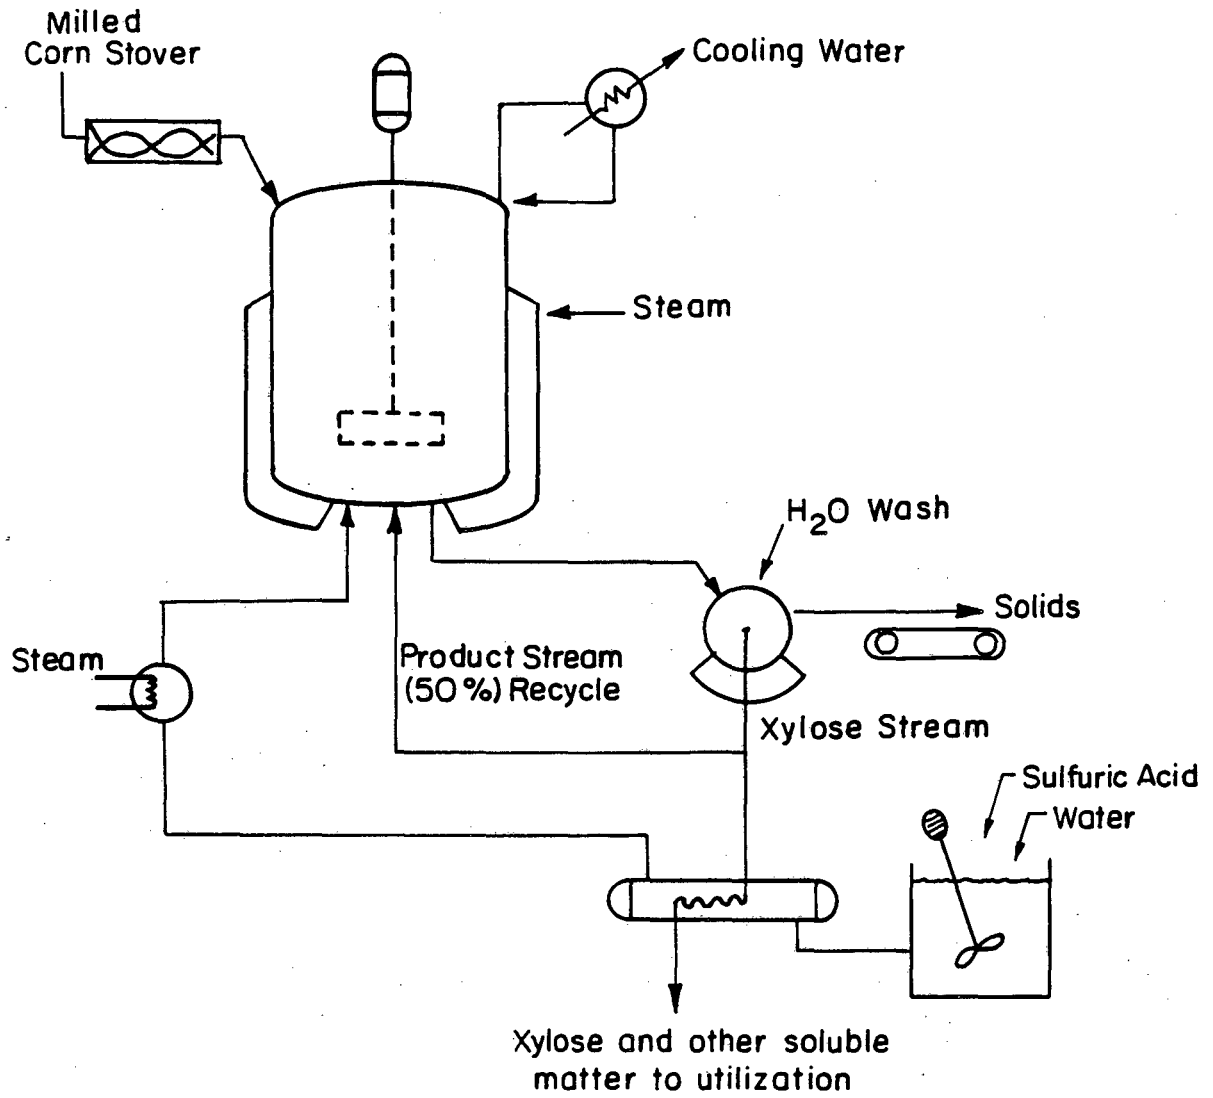 Milled
Corn Stover
Cooling Water
Steam
H₂O Wash
Solids
Steam
Product Stream
(50%) Recycle
Xylose Stream
Sulfuric Acid
Water
Xylose and other soluble
matter to utilization